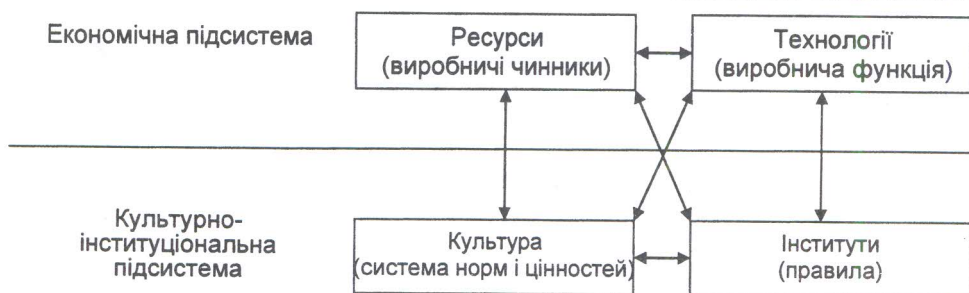 Економічна підсистема
Ресурси
(виробничі чинники)
Технології
(виробнича функція)
Культурно-
інституціональна
підсистема
Культура
(система норм і цінностей)
Інститути
(правила)